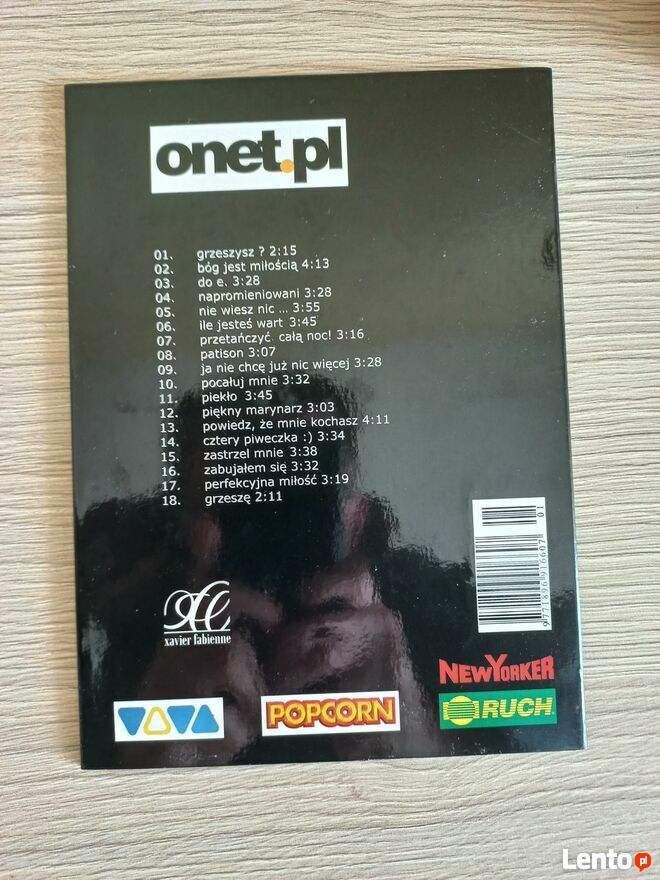 onet.pl
01. grzeszysz ? 2:15
02. bóg jest miłością 4:13
03. do e. 3:28
04. napromieniowani 3:28
05. nie wiesz nic ... 3:55
06. ile jesteś wart 3:45
07. przetańczyć całą noc! 3:16
08. patison 3:07
09. ja nie chcę już nic więcej 3:28
10. pocałuj mnie 3:32
11. piekło 3:45
12. piękny marynarz 3:03
13. powiedz, że mnie kochasz 4:11
14. cztery piweczka :) 3:34
15. zastrzel mnie 3:38
16. zabujałem się 3:32
17. perfekcyjna miłość 3:19
18. grzeszę 2:11
01
9 771896 916607
xavier fabienne
VIVA
POPCORN
NEWYORKER
RUCH
Lento.pl